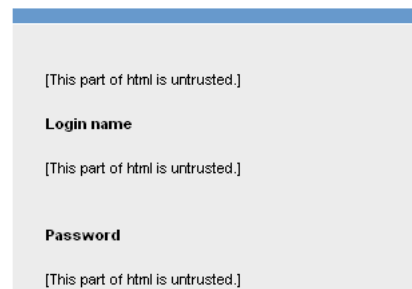 [This part of html is untrusted.]
Login name
[This part of html is untrusted.]
Password
[This part of html is untrusted.]